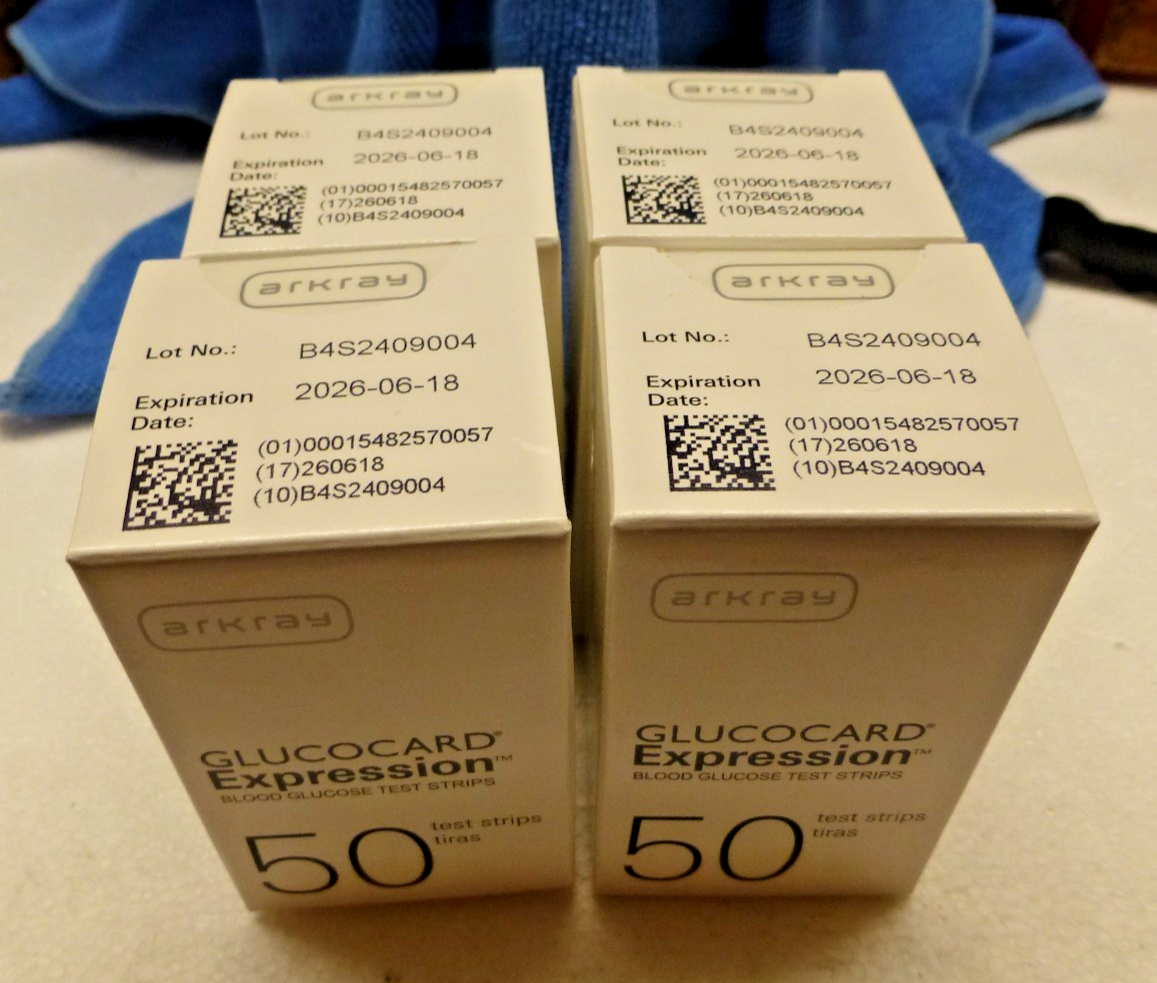 arkray
Lot No.: B4S2409004
Expiration Date: 2026-06-18
(01)00015482570057
(17)260618
(10)B4S2409004
arkray
Lot No.: B4S2409004
Expiration Date: 2026-06-18
(01)00015482570057
(17)260618
(10)B4S2409004
arkray
Lot No.: B4S2409004
Expiration Date: 2026-06-18
(01)00015482570057
(17)260618
(10)B4S2409004
arkray
GLUCOCARD®
Expression™
BLOOD GLUCOSE TEST STRIPS
50 test strips
tiras
arkray
Lot No.: B4S2409004
Expiration Date: 2026-06-18
(01)00015482570057
(17)260618
(10)B4S2409004
arkray
GLUCOCARD®
Expression™
BLOOD GLUCOSE TEST STRIPS
50 test strips
tiras